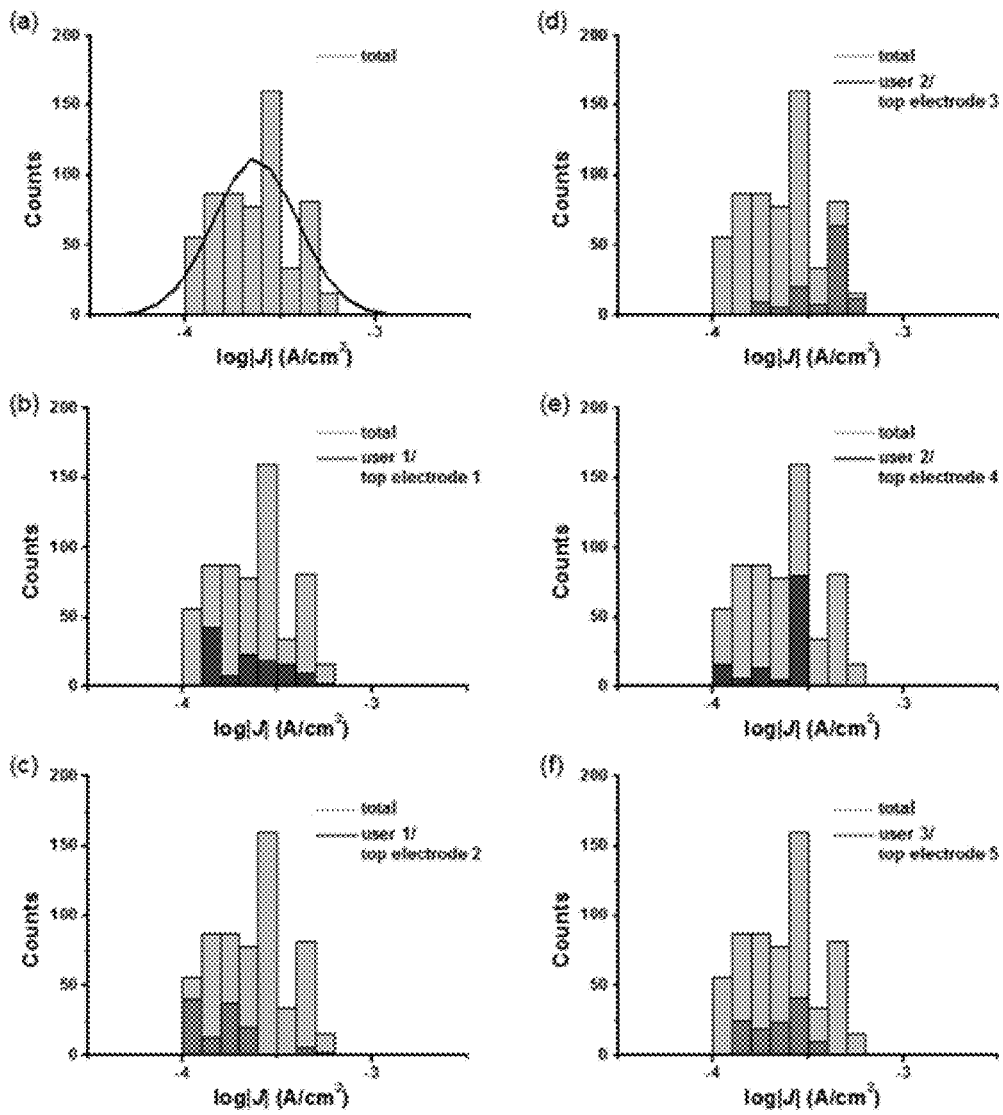 (a)
200
150
100
50
0
Counts
total
-4
-3
log|J| (A/cm²)
(b)
200
150
100
50
0
Counts
total
user 1/
top electrode 1
-4
-3
log|J| (A/cm²)
(c)
200
150
100
50
0
Counts
total
user 1/
top electrode 2
-4
-3
log|J| (A/cm²)
(d)
200
150
100
50
0
Counts
total
user 2/
top electrode 3
-4
-3
log|J| (A/cm²)
(e)
200
150
100
50
0
Counts
total
user 2/
top electrode 4
-4
-3
log|J| (A/cm²)
(f)
200
150
100
50
0
Counts
total
user 3/
top electrode 5
-4
-3
log|J| (A/cm²)